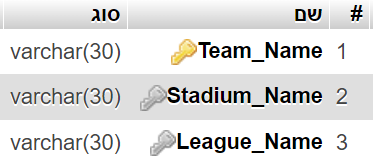 # שם סוג
1 Team_Name varchar(30)
2 Stadium_Name varchar(30)
3 League_Name varchar(30)